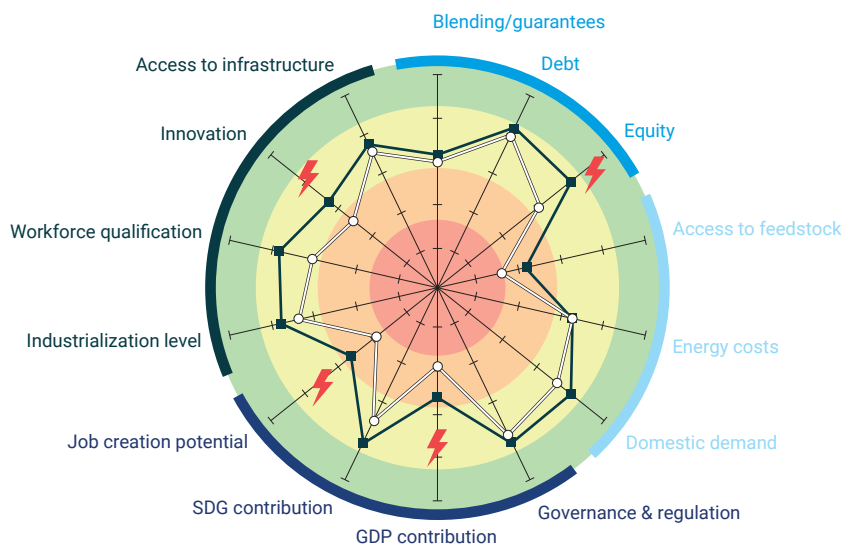 Blending/guarantees
Debt
Equity
Access to feedstock
Energy costs
Domestic demand
Governance & regulation
GDP contribution
SDG contribution
Job creation potential
Industrialization level
Workforce qualification
Innovation
Access to infrastructure